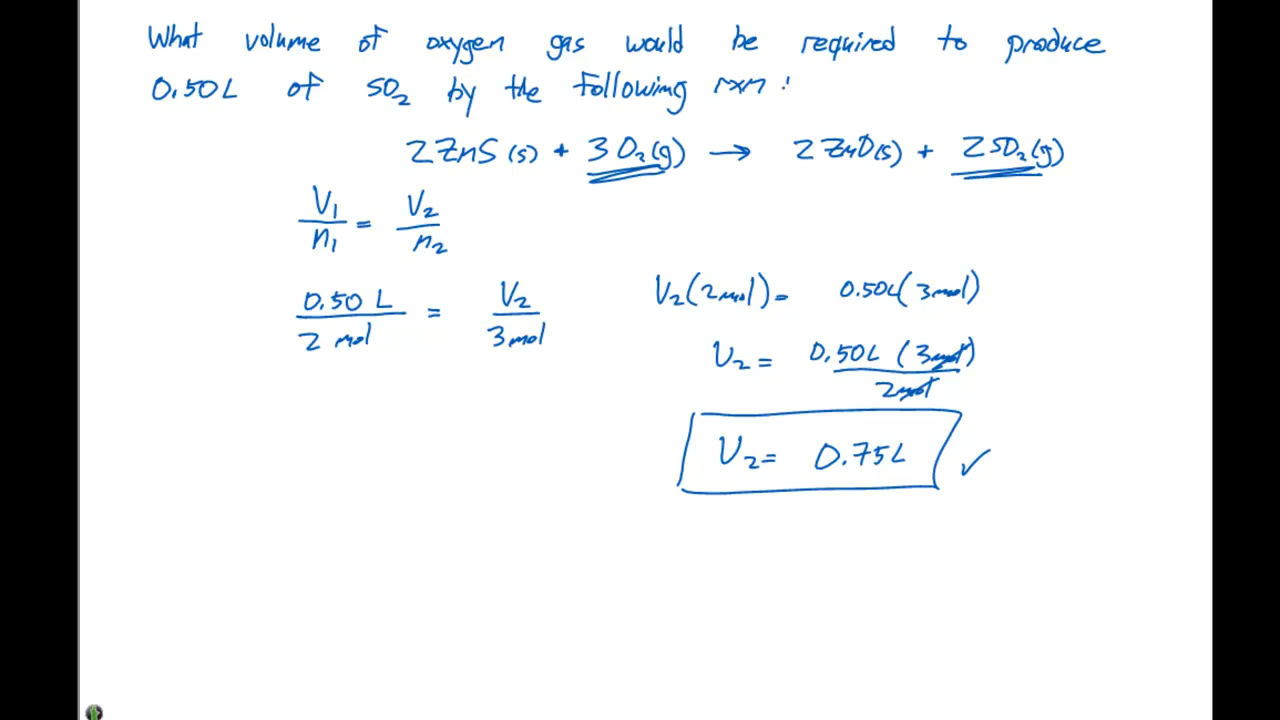 What volume of oxygen gas would be required to produce
0.50L of SO₂ by the following rxn :
2ZnS(s) + 3O₂(g) → 2ZnO(s) + 2SO₂(g)
V₁/n₁ = V₂/n₂
0.50 L/2 mol = V₂/3mol
V₂(2mol) = 0.50L(3mol)
V₂ = 0.50L (3mol)/2mol
V₂ = 0.75L ✓